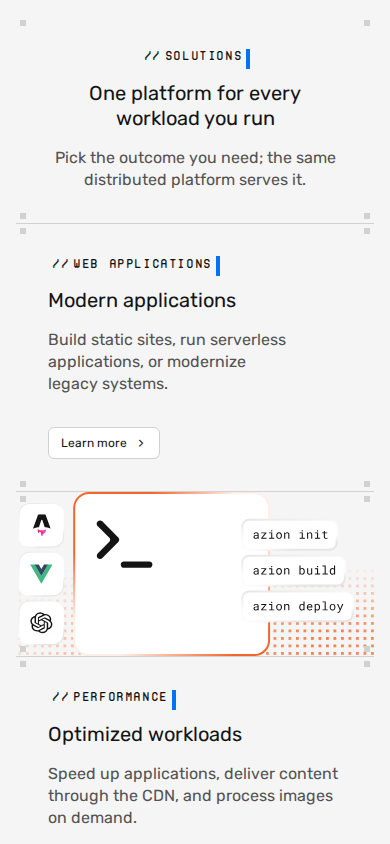 // SOLUTIONS
One platform for every
workload you run
Pick the outcome you need; the same
distributed platform serves it.
// WEB APPLICATIONS
Modern applications
Build static sites, run serverless
applications, or modernize
legacy systems.
Learn more
azion init
azion build
azion deploy
// PERFORMANCE
Optimized workloads
Speed up applications, deliver content
through the CDN, and process images
on demand.